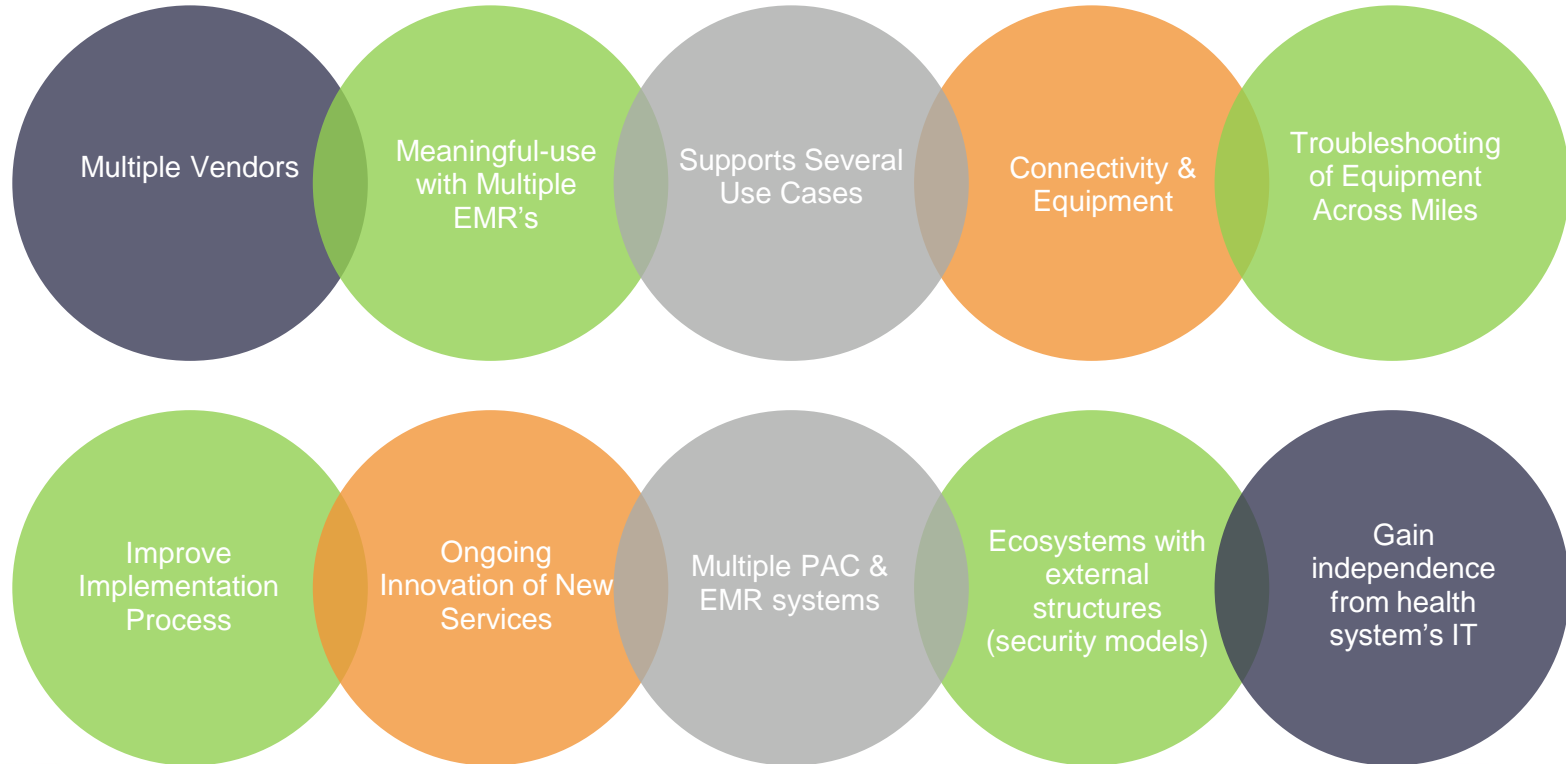 Multiple Vendors
Meaningful-use
with Multiple
EMR’s
Supports Several
Use Cases
Connectivity &
Equipment
Troubleshooting
of Equipment
Across Miles
Improve
Implementation
Process
Ongoing
Innovation of New
Services
Multiple PAC &
EMR systems
Ecosystems with
external
structures
(security models)
Gain
independence
from health
system’s IT